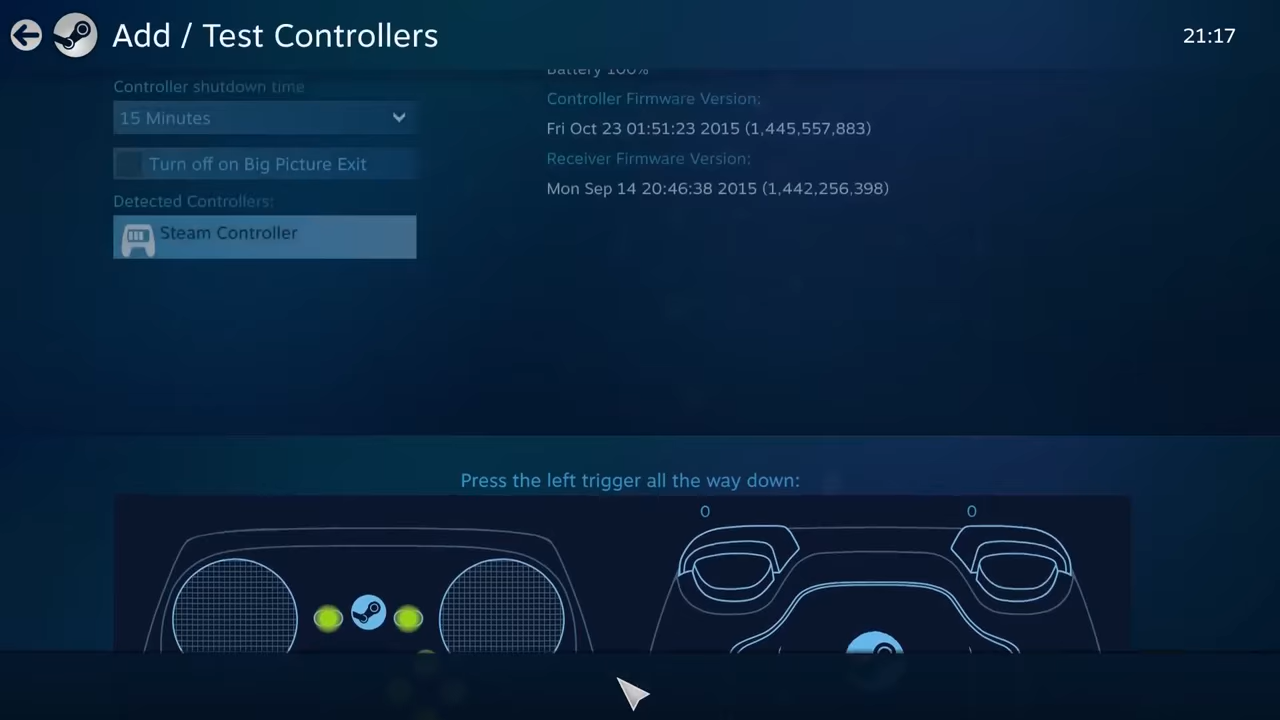 Add / Test Controllers
21:17
Controller shutdown time
15 Minutes
Turn off on Big Picture Exit
Detected Controllers:
Steam Controller
Battery 100%
Controller Firmware Version:
Fri Oct 23 01:51:23 2015 (1,445,557,883)
Receiver Firmware Version:
Mon Sep 14 20:46:38 2015 (1,442,256,398)
Press the left trigger all the way down:
0
0